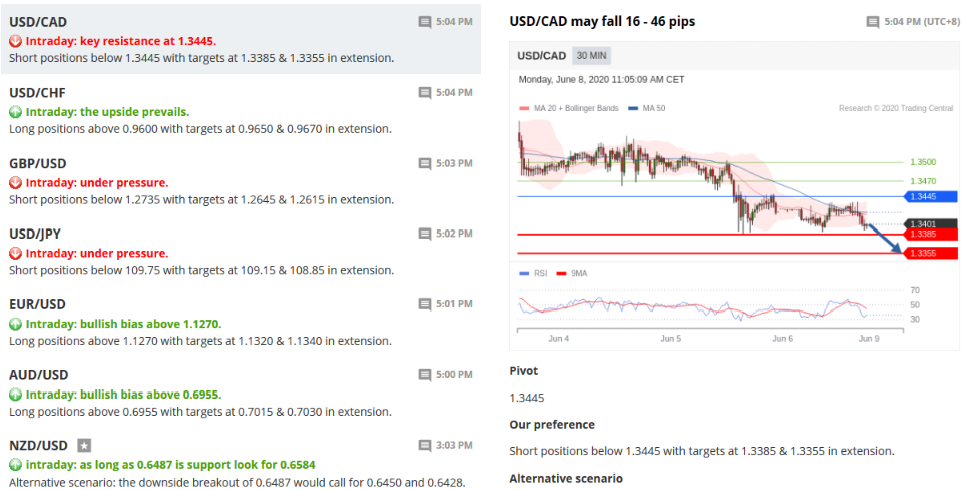 USD/CAD 5:04 PM
Intraday: key resistance at 1.3445.
Short positions below 1.3445 with targets at 1.3385 & 1.3355 in extension.
USD/CHF 5:04 PM
Intraday: the upside prevails.
Long positions above 0.9600 with targets at 0.9650 & 0.9670 in extension.
GBP/USD 5:03 PM
Intraday: under pressure.
Short positions below 1.2735 with targets at 1.2645 & 1.2615 in extension.
USD/JPY 5:02 PM
Intraday: under pressure.
Short positions below 109.75 with targets at 109.15 & 108.85 in extension.
EUR/USD 5:01 PM
Intraday: bullish bias above 1.1270.
Long positions above 1.1270 with targets at 1.1320 & 1.1340 in extension.
AUD/USD 5:00 PM
Intraday: bullish bias above 0.6955.
Long positions above 0.6955 with targets at 0.7015 & 0.7030 in extension.
NZD/USD 3:03 PM
intraday: as long as 0.6487 is support look for 0.6584
Alternative scenario: the downside breakout of 0.6487 would call for 0.6450 and 0.6428.
USD/CAD may fall 16 - 46 pips 5:04 PM (UTC+8)
USD/CAD 30 MIN
Monday, June 8, 2020 11:05:09 AM CET
MA 20 + Bollinger Bands MA 50 Research © 2020 Trading Central
1.3500
1.3470
1.3445
1.3401
1.3385
1.3355
RSI 9MA
70
50
30
Jun 4 Jun 5 Jun 6 Jun 9
Pivot
1.3445
Our preference
Short positions below 1.3445 with targets at 1.3385 & 1.3355 in extension.
Alternative scenario